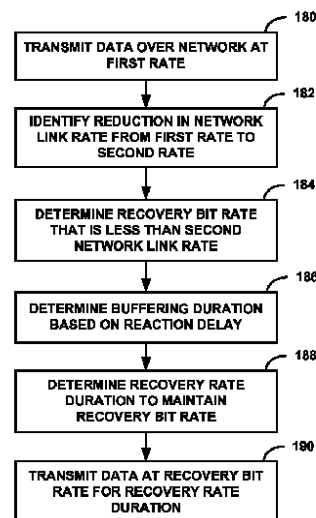 180
TRANSMIT DATA OVER NETWORK AT
FIRST RATE
182
IDENTIFY REDUCTION IN NETWORK
LINK RATE FROM FIRST RATE TO
SECOND RATE
184
DETERMINE RECOVERY BIT RATE
THAT IS LESS THAN SECOND
NETWORK LINK RATE
186
DETERMINE BUFFERING DURATION
BASED ON REACTION DELAY
188
DETERMINE RECOVERY RATE
DURATION TO MAINTAIN
RECOVERY BIT RATE
190
TRANSMIT DATA AT RECOVERY BIT
RATE FOR RECOVERY RATE
DURATION